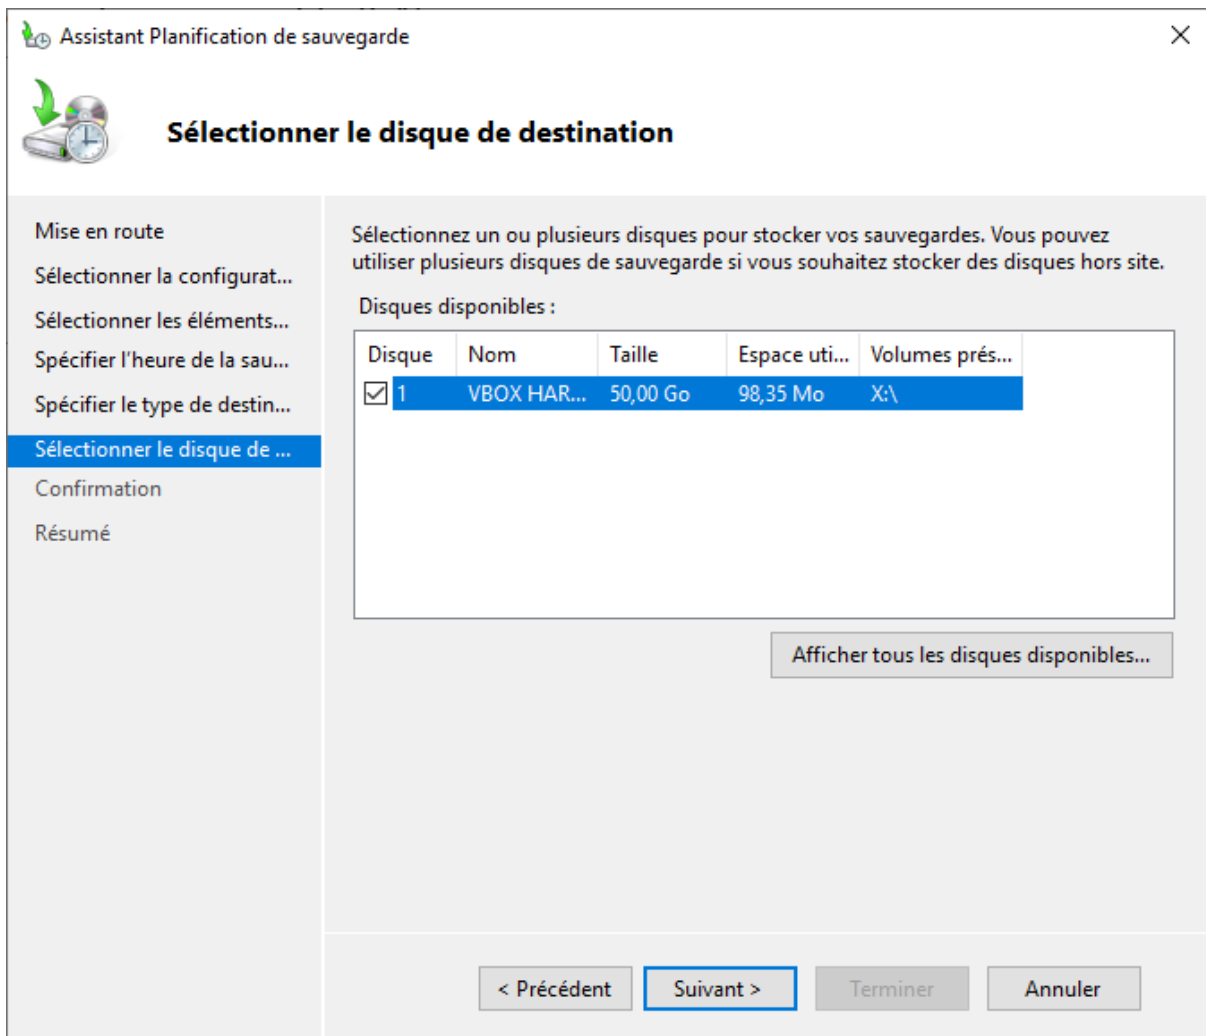 Assistant Planification de sauvegarde
Sélectionner le disque de destination
Mise en route
Sélectionner la configurat...
Sélectionner les éléments...
Spécifier l'heure de la sau...
Spécifier le type de destin...
Sélectionner le disque de ...
Confirmation
Résumé
Sélectionnez un ou plusieurs disques pour stocker vos sauvegardes. Vous pouvez
utiliser plusieurs disques de sauvegarde si vous souhaitez stocker des disques hors site.
Disques disponibles :
Disque Nom Taille Espace uti... Volumes prés...
1 VBOX HAR... 50,00 Go 98,35 Mo X:\
Afficher tous les disques disponibles...
< Précédent Suivant > Terminer Annuler